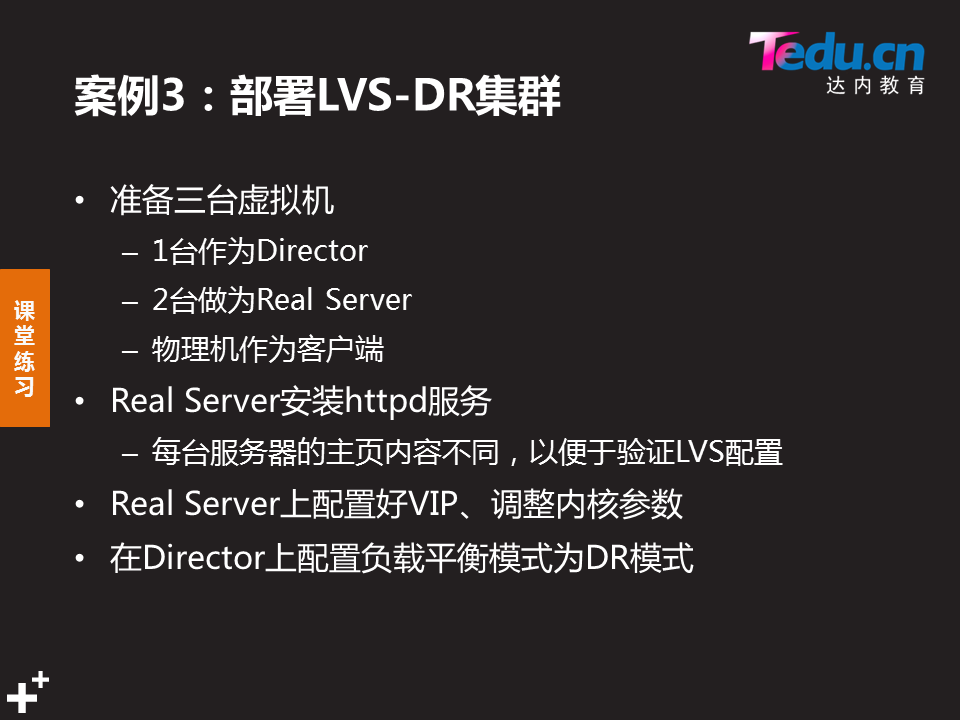 Tedu.cn
达内教育
案例3：部署LVS-DR集群
• 准备三台虚拟机
– 1台作为Director
– 2台做为Real Server
– 物理机作为客户端
• Real Server安装httpd服务
– 每台服务器的主页内容不同，以便于验证LVS配置
• Real Server上配置好VIP、调整内核参数
• 在Director上配置负载平衡模式为DR模式
课堂练习